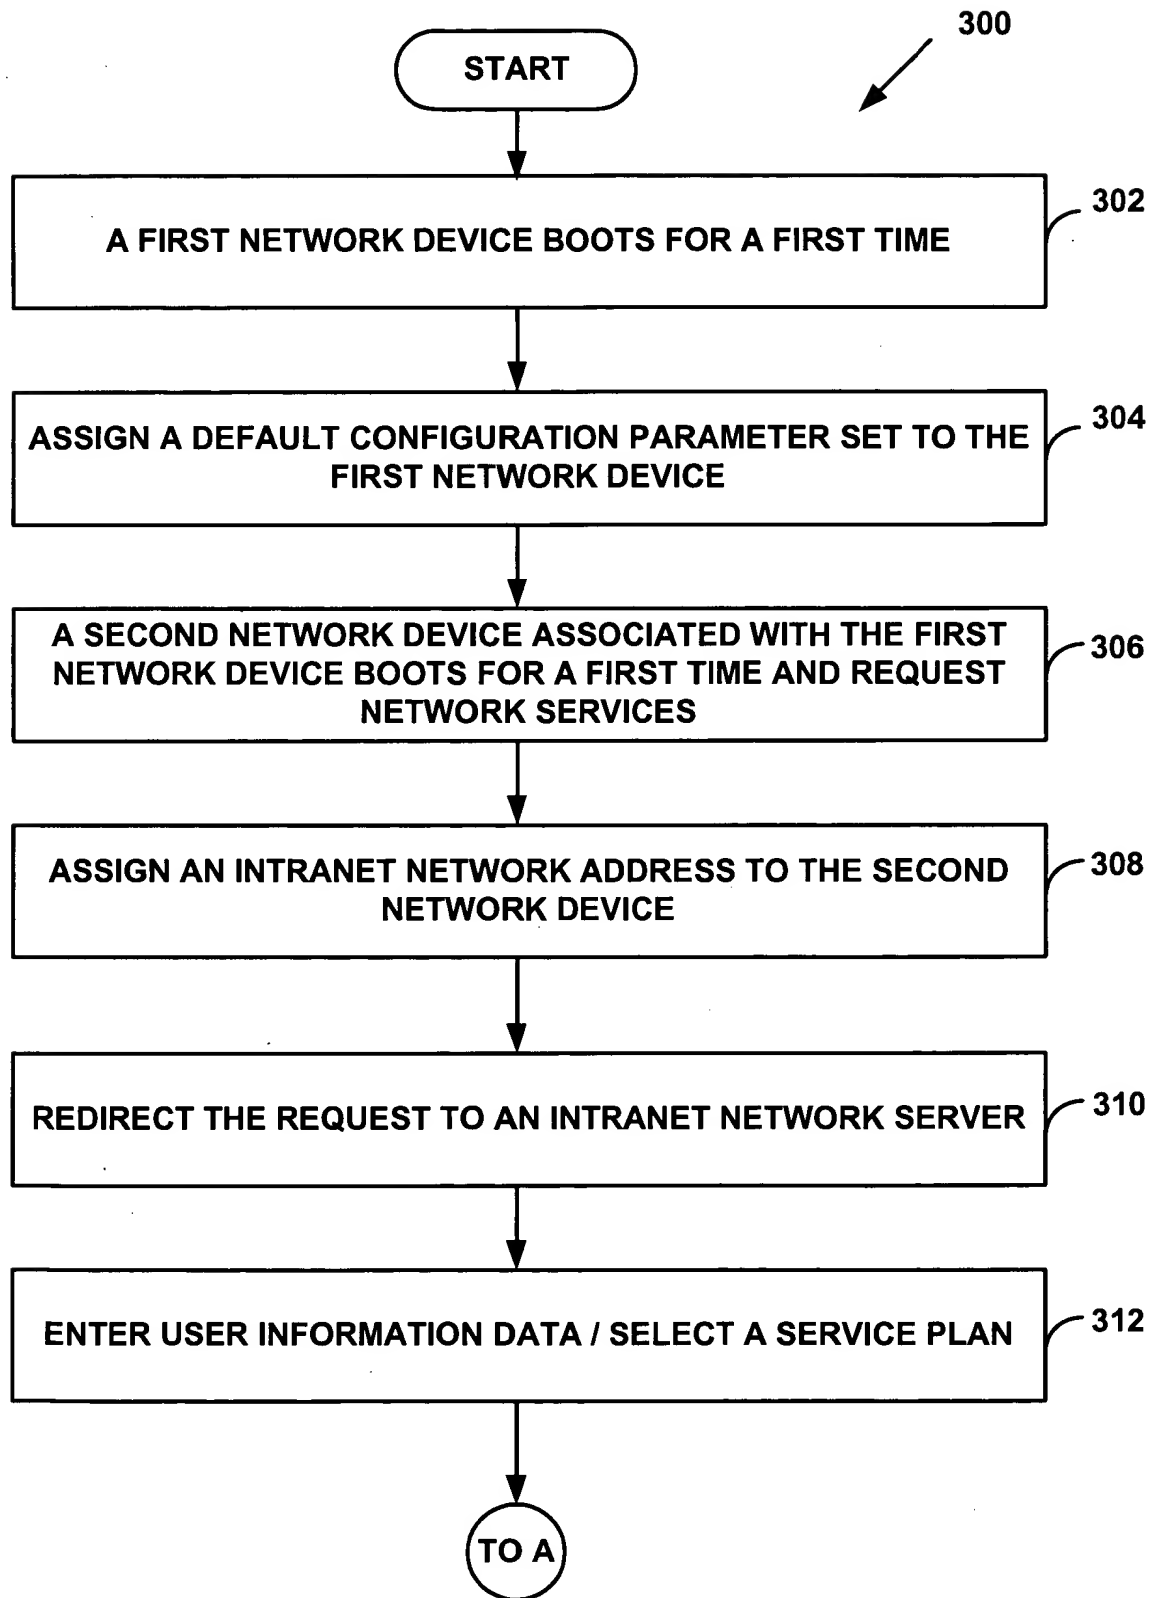 300
START
302
A FIRST NETWORK DEVICE BOOTS FOR A FIRST TIME
304
ASSIGN A DEFAULT CONFIGURATION PARAMETER SET TO THE
FIRST NETWORK DEVICE
306
A SECOND NETWORK DEVICE ASSOCIATED WITH THE FIRST
NETWORK DEVICE BOOTS FOR A FIRST TIME AND REQUEST
NETWORK SERVICES
308
ASSIGN AN INTRANET NETWORK ADDRESS TO THE SECOND
NETWORK DEVICE
310
REDIRECT THE REQUEST TO AN INTRANET NETWORK SERVER
312
ENTER USER INFORMATION DATA / SELECT A SERVICE PLAN
TO A